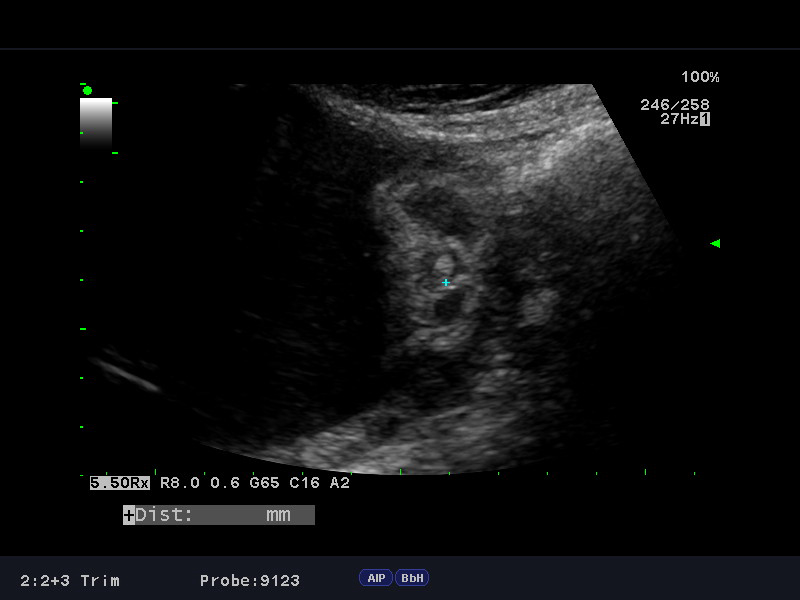 100%
246/258
27Hz1
5.50Rx R8.0 0.6 G65 C16 A2
+Dist: mm
2:2+3 Trim Probe:9123 AIP BbH